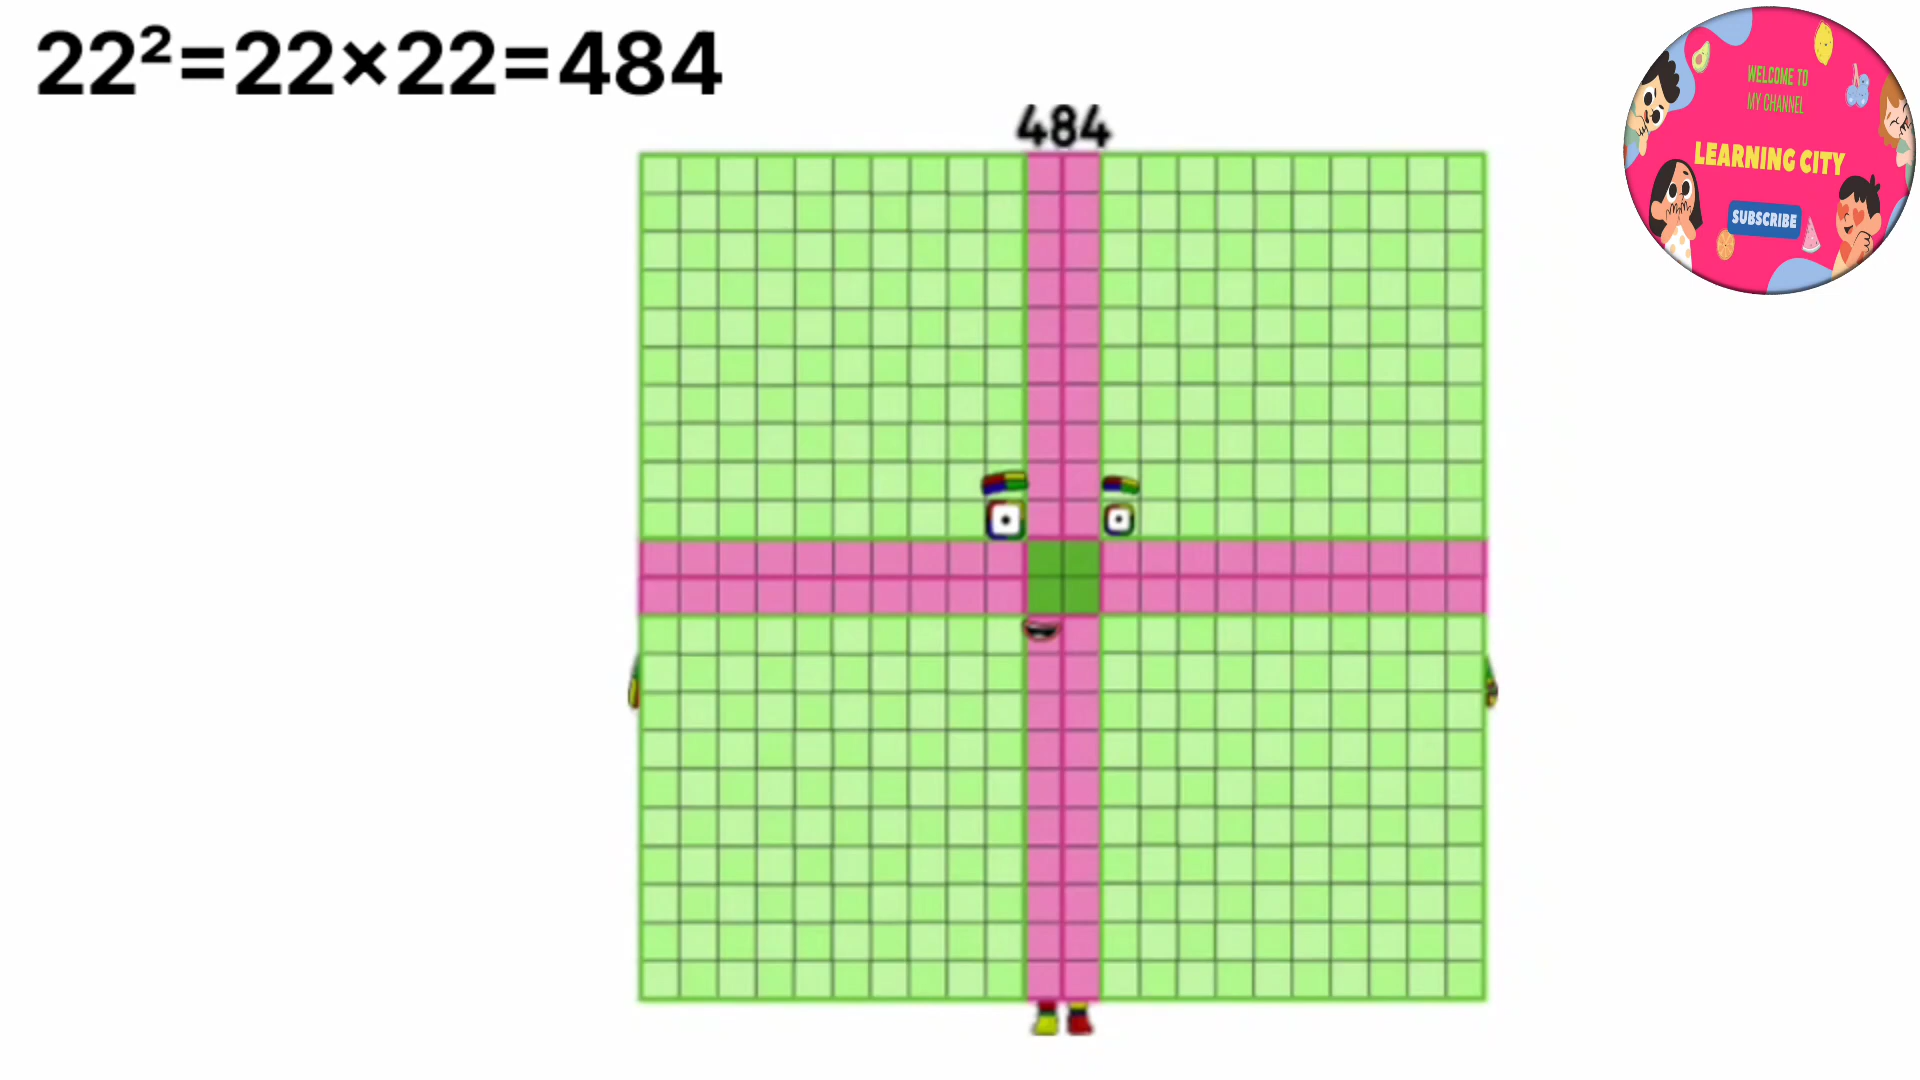 22²=22×22=484
484
WELCOME TO
MY CHANNEL
LEARNING CITY
SUBSCRIBE